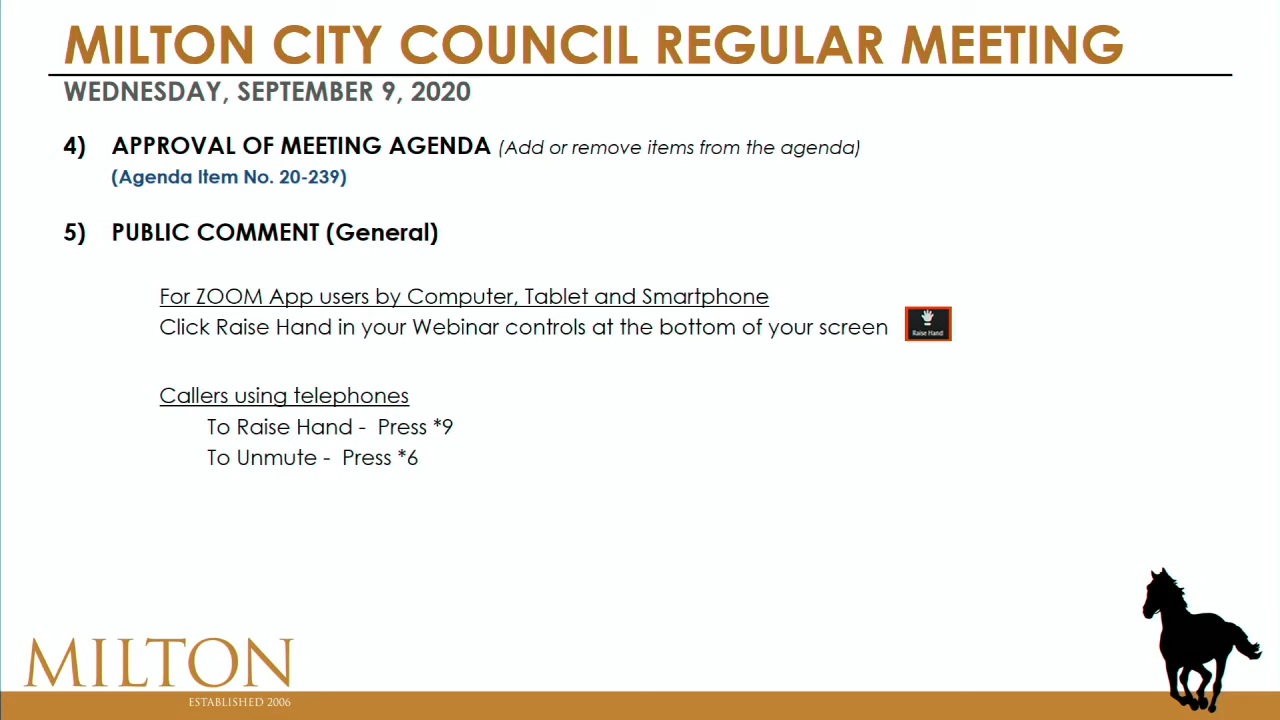 MILTON CITY COUNCIL REGULAR MEETING
WEDNESDAY, SEPTEMBER 9, 2020
4) APPROVAL OF MEETING AGENDA (Add or remove items from the agenda)
(Agenda Item No. 20-239)
5) PUBLIC COMMENT (General)
For ZOOM App users by Computer, Tablet and Smartphone
Click Raise Hand in your Webinar controls at the bottom of your screen
Raise Hand
Callers using telephones
To Raise Hand - Press *9
To Unmute - Press *6
MILTON
ESTABLISHED 2006